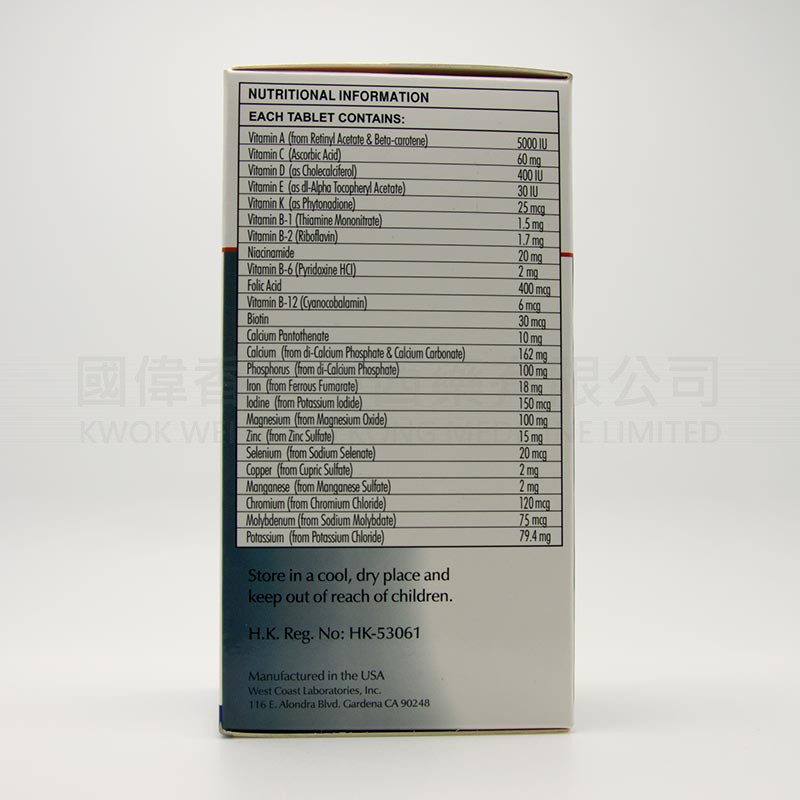 NUTRITIONAL INFORMATION
EACH TABLET CONTAINS:
Vitamin A (from Retinyl Acetate & Beta-carotene) 5000 IU
Vitamin C (Ascorbic Acid) 60 mg
Vitamin D (as Cholecalciferol) 400 IU
Vitamin E (as dl-Alpha Tocopheryl Acetate) 30 IU
Vitamin K (as Phytonadione) 25 mcg
Vitamin B-1 (Thiamine Mononitrate) 1.5 mg
Vitamin B-2 (Riboflavin) 1.7 mg
Niacinamide 20 mg
Vitamin B-6 (Pyridoxine HCl) 2 mg
Folic Acid 400 mcg
Vitamin B-12 (Cyanocobalamin) 6 mcg
Biotin 30 mcg
Calcium Pantothenate 10 mg
Calcium (from di-Calcium Phosphate & Calcium Carbonate) 162 mg
Phosphorus (from di-Calcium Phosphate) 100 mg
Iron (from Ferrous Fumarate) 18 mg
Iodine (from Potassium Iodide) 150 mcg
Magnesium (from Magnesium Oxide) 100 mg
Zinc (from Zinc Sulfate) 15 mg
Selenium (from Sodium Selenate) 20 mcg
Copper (from Cupric Sulfate) 2 mg
Manganese (from Manganese Sulfate) 2 mg
Chromium (from Chromium Chloride) 120 mcg
Molybdenum (from Sodium Molybdate) 75 mcg
Potassium (from Potassium Chloride) 79.4 mg
Store in a cool, dry place and
keep out of reach of children.
H.K. Reg. No: HK-53061
Manufactured in the USA
West Coast Laboratories, Inc.
116 E. Alondra Blvd. Gardena CA 90248
國偉香 限公司
KWOK LIMITED